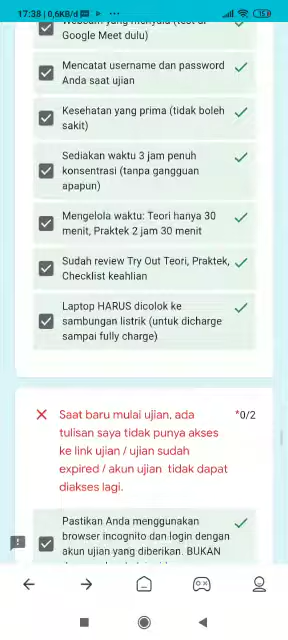 17:38 | 0,6KB/d
Google Meet dulu)
Mencatat username dan password
Anda saat ujian
Kesehatan yang prima (tidak boleh
sakit)
Sediakan waktu 3 jam penuh
konsentrasi (tanpa gangguan
apapun)
Mengelola waktu: Teori hanya 30
menit, Praktek 2 jam 30 menit
Sudah review Try Out Teori, Praktek,
Checklist keahlian
Laptop HARUS dicolok ke
sambungan listrik (untuk dicharge
sampai fully charge)
Saat baru mulai ujian, ada
*0/2
tulisan saya tidak punya akses
ke link ujian / ujian sudah
expired / akun ujian tidak dapat
diakses lagi.
Pastikan Anda menggunakan
browser incognito dan login dengan
akun ujian yang diberikan. BUKAN